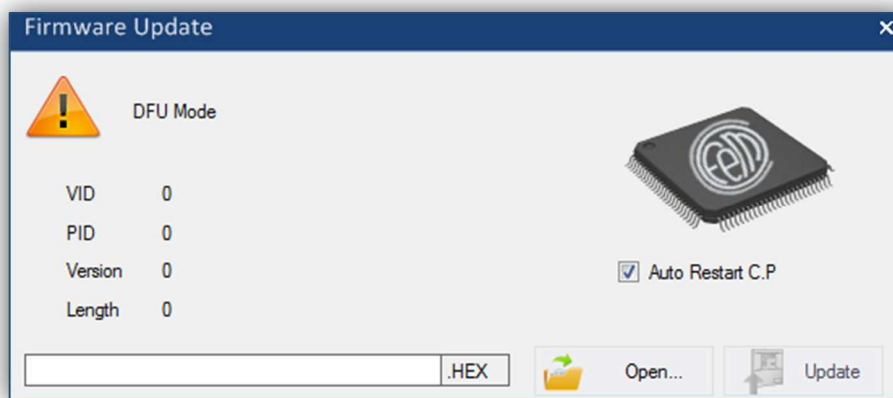 Firmware Update
DFU Mode
VID 0
PID 0
Version 0
Length 0
Auto Restart C.P
.HEX
Open...
Update